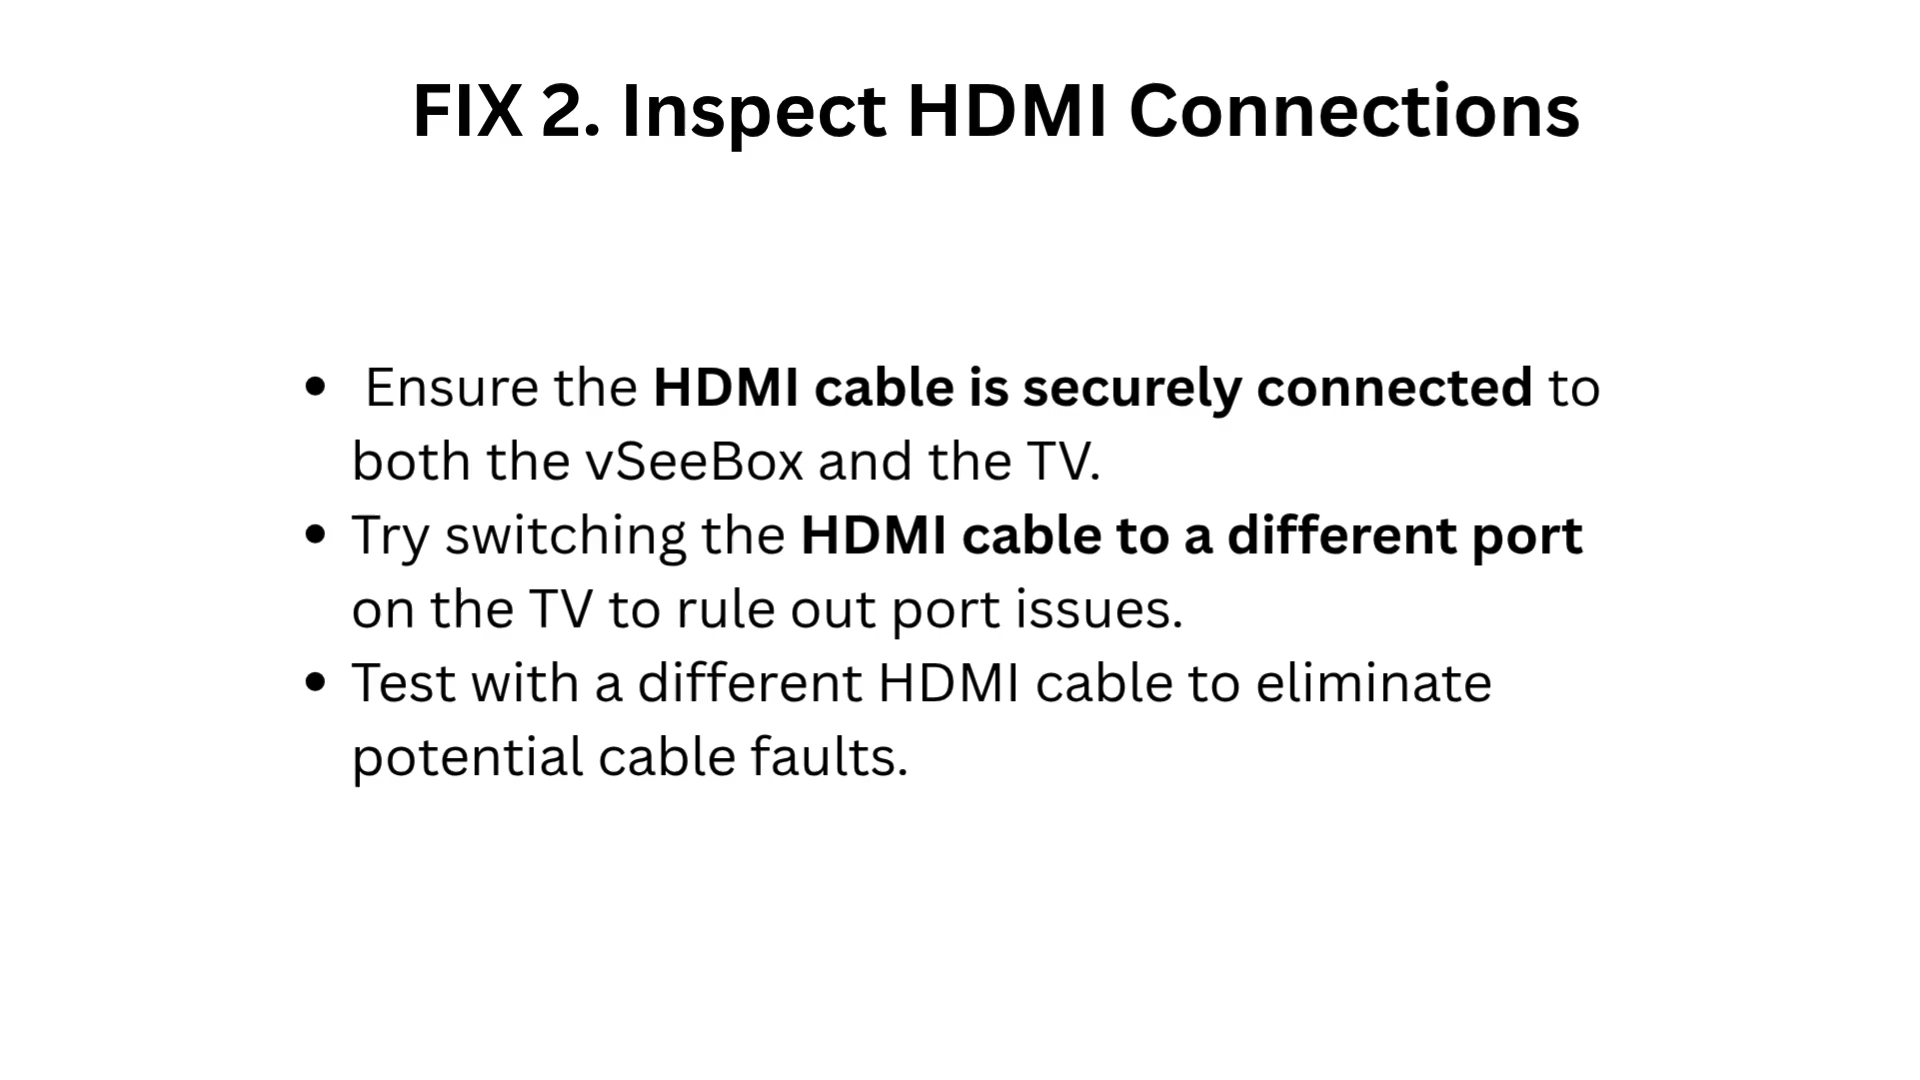 FIX 2. Inspect HDMI Connections
• Ensure the HDMI cable is securely connected to
both the vSeeBox and the TV.
• Try switching the HDMI cable to a different port
on the TV to rule out port issues.
• Test with a different HDMI cable to eliminate
potential cable faults.